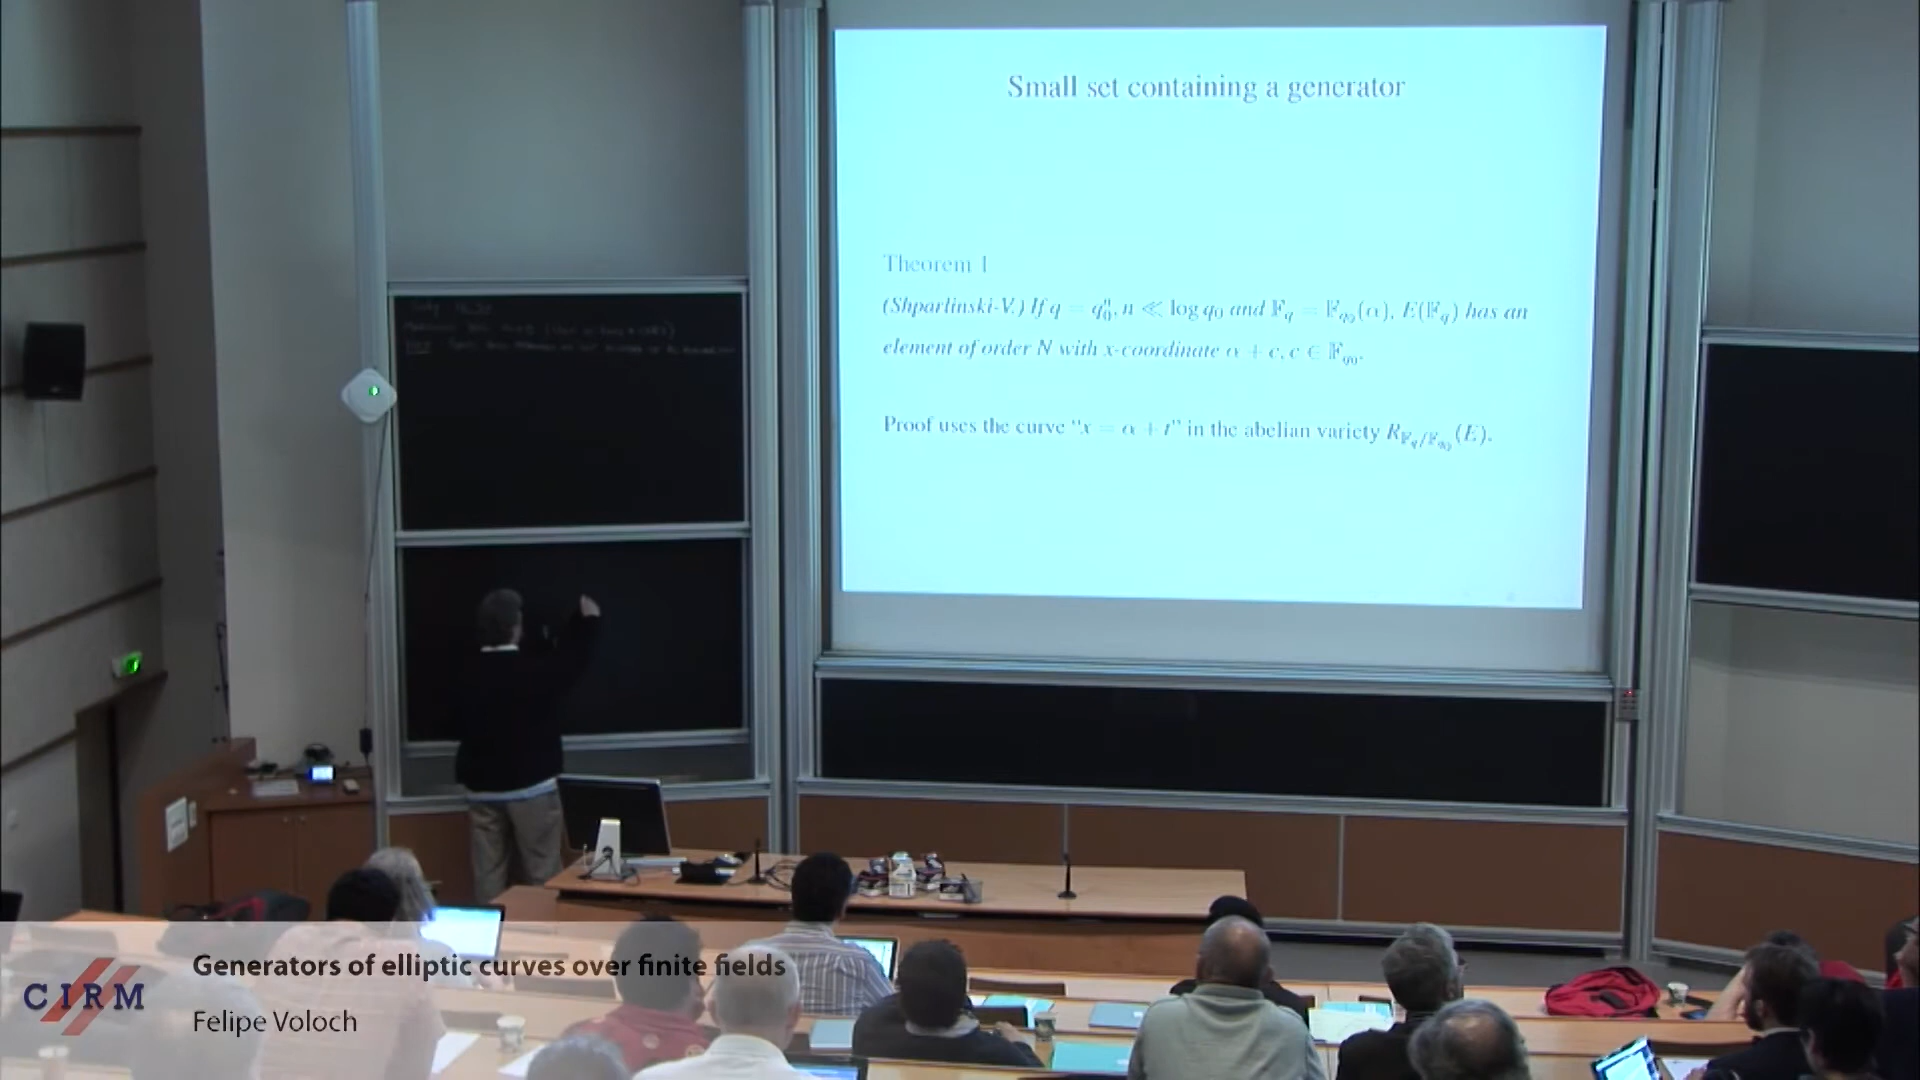 Small set containing a generator
Theorem 1
(Shparlinski-V.) If q = q₀ⁿ, n ≪ log q₀ and 𝔽_q = 𝔽_{q₀}(α), E(𝔽_q) has an
element of order N with x-coordinate α + c, c ∈ 𝔽_{q₀}.
Proof uses the curve “x = α + t” in the abelian variety R_{𝔽_q/𝔽_{q₀}}(E).
Generators of elliptic curves over finite fields
CIRM
Felipe Voloch